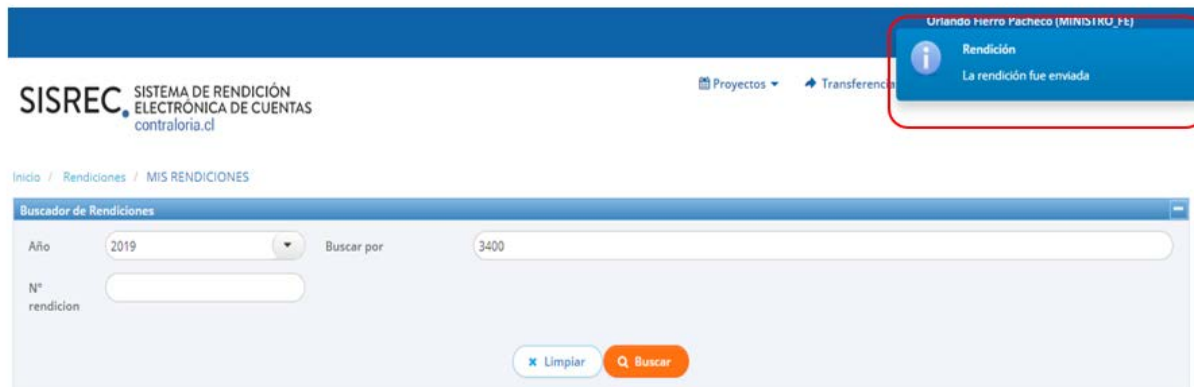 Orlando Fierro Pacheco (MINISTRO_FE)
Rendición
La rendición fue enviada
SISREC. SISTEMA DE RENDICIÓN
ELECTRÓNICA DE CUENTAS
contraloria.cl
Proyectos Transferencia
Inicio / Rendiciones / MIS RENDICIONES
Buscador de Rendiciones
Año 2019 Buscar por 3400
N°
rendicion
Limpiar Buscar